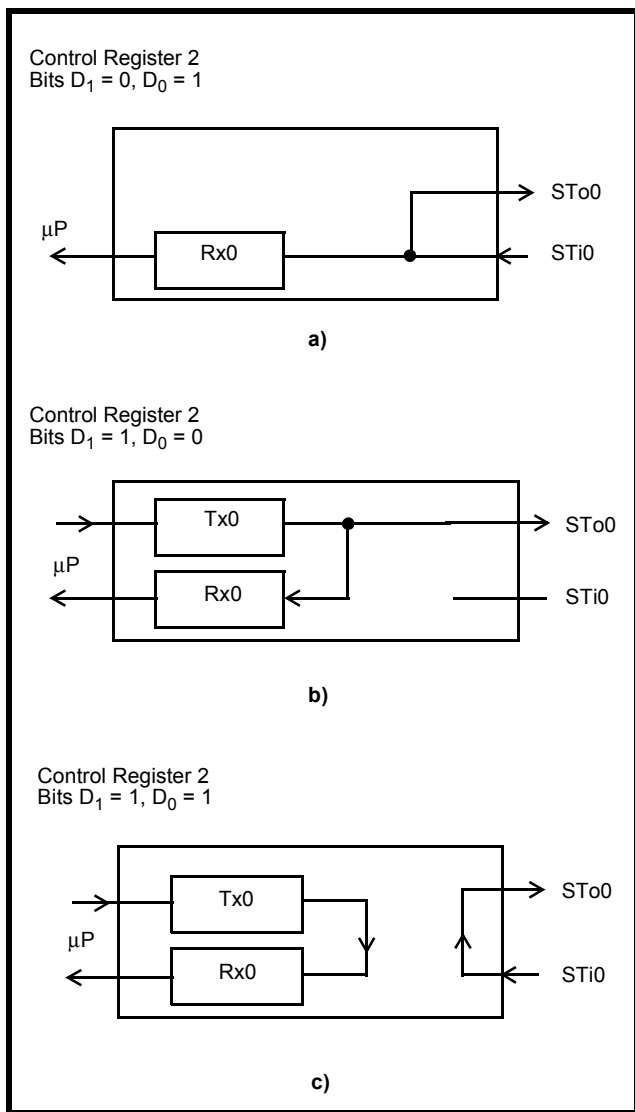 Control Register 2
Bits D₁ = 0, D₀ = 1
STo0
μP
Rx0
STi0
a)
Control Register 2
Bits D₁ = 1, D₀ = 0
Tx0
STo0
μP
Rx0
STi0
b)
Control Register 2
Bits D₁ = 1, D₀ = 1
Tx0
STo0
μP
Rx0
STi0
c)